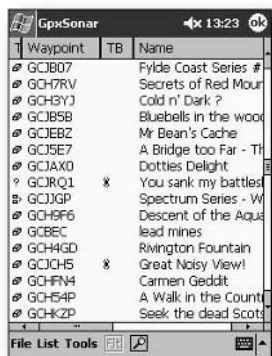 GpxSonar 13:23 ok
T Waypoint TB Name
GCJB07 Fylde Coast Series #
GCH7RV Secrets of Red Mour
GCH3YJ Cold n' Dark ?
GCJB5B Bluebells in the wood
GCJEBZ Mr Bean's Cache
GCJ5E7 A Bridge too Far - Th
GCJAX0 Dotties Delight
? GCJRQ1 You sank my battlesl
GCJJGP Spectrum Series - W
GCH9F6 Descent of the Aqua
GCBEC lead mines
GCH4GD Rivington Fountain
GCJCH5 Great Noisy View!
GCHFN4 Carmen Geddit
GCH54P A Walk in the Counti
GCHKZP Seek the dead Scots
File List Tools Flt